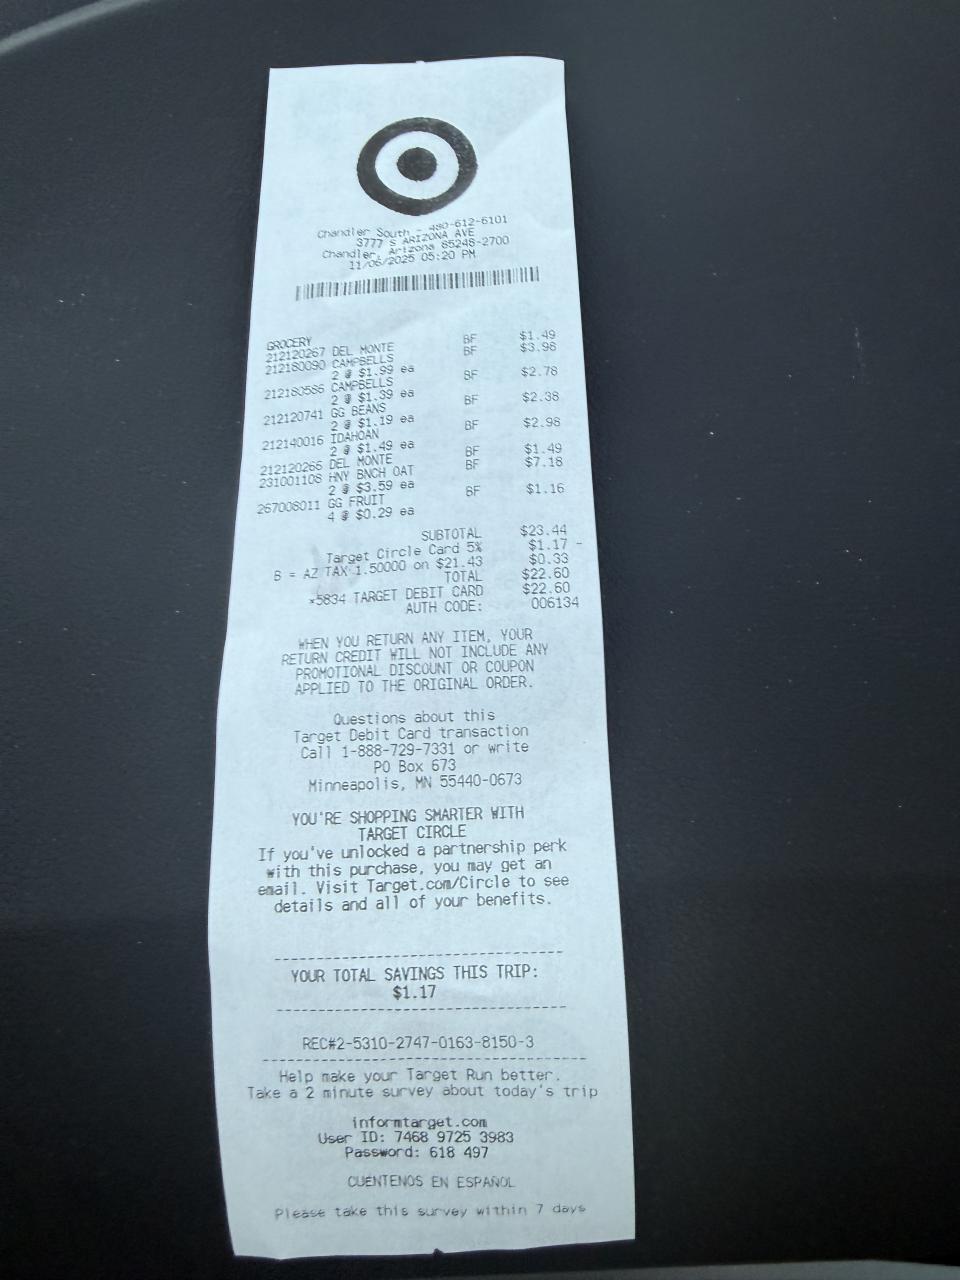 Chandler South - 480-612-6101
3777 S ARIZONA AVE
Chandler, Arizona 85248-2700
11/06/2025 05:20 PM
GROCERY
212120267 DEL MONTE BF $1.49
212180090 CAMPBELLS BF $3.98
2 @ $1.99 ea
212180586 CAMPBELLS BF $2.78
2 @ $1.39 ea
212120741 GG BEANS BF $2.38
2 @ $1.19 ea
212140016 IDAHOAN BF $2.98
2 @ $1.49 ea
212120265 DEL MONTE BF $1.49
231001108 HNY BNCH OAT BF $7.18
2 @ $3.59 ea
267008011 GG FRUIT BF $1.16
4 @ $0.29 ea
SUBTOTAL $23.44
Target Circle Card 5% $1.17 -
B = AZ TAX 1.50000 on $21.43 $0.33
TOTAL $22.60
*5834 TARGET DEBIT CARD $22.60
AUTH CODE: 006134
WHEN YOU RETURN ANY ITEM, YOUR
RETURN CREDIT WILL NOT INCLUDE ANY
PROMOTIONAL DISCOUNT OR COUPON
APPLIED TO THE ORIGINAL ORDER.
Questions about this
Target Debit Card transaction
Call 1-888-729-7331 or write
PO Box 673
Minneapolis, MN 55440-0673
YOU'RE SHOPPING SMARTER WITH
TARGET CIRCLE
If you've unlocked a partnership perk
with this purchase, you may get an
email. Visit Target.com/Circle to see
details and all of your benefits.
YOUR TOTAL SAVINGS THIS TRIP:
$1.17
REC#2-5310-2747-0163-8150-3
Help make your Target Run better.
Take a 2 minute survey about today's trip
informtarget.com
User ID: 7468 9725 3983
Password: 618 497
CUÉNTENOS EN ESPAÑOL
Please take this survey within 7 days